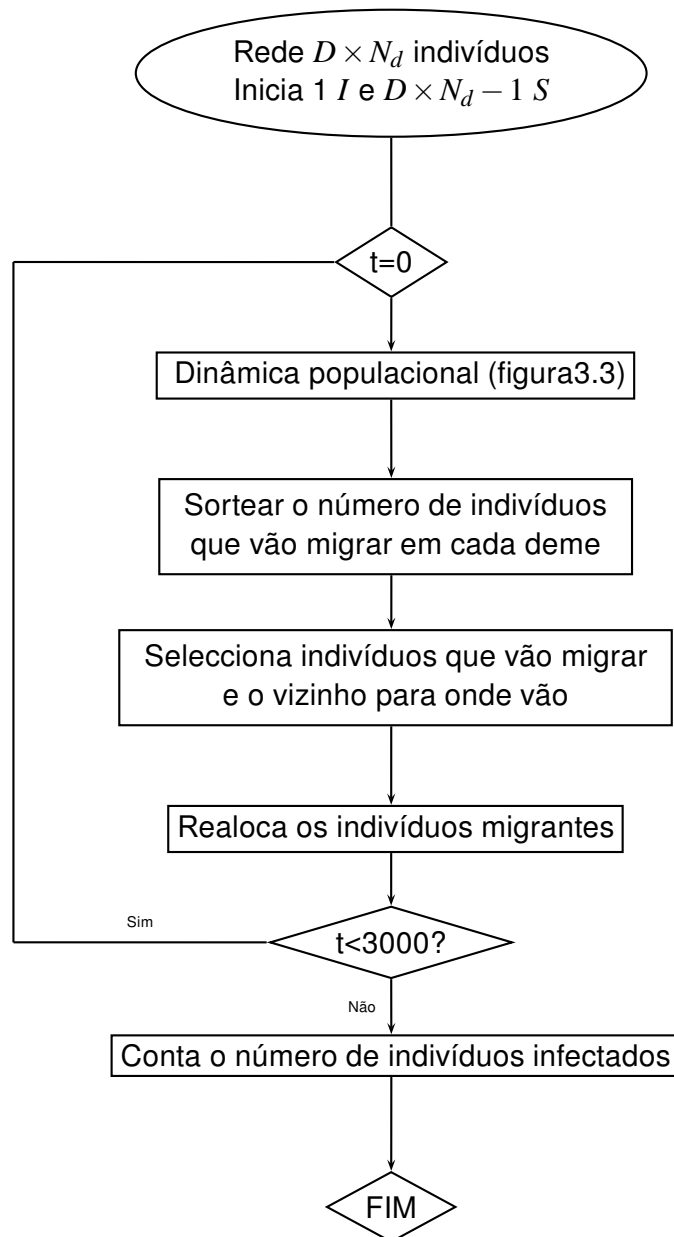 Rede D × N_d indivíduos
Inicia 1 I e D × N_d − 1 S
t=0
Dinâmica populacional (figura3.3)
Sortear o número de indivíduos
que vão migrar em cada deme
Selecciona indivíduos que vão migrar
e o vizinho para onde vão
Realoca os indivíduos migrantes
Sim
t<3000?
Não
Conta o número de indivíduos infectados
FIM